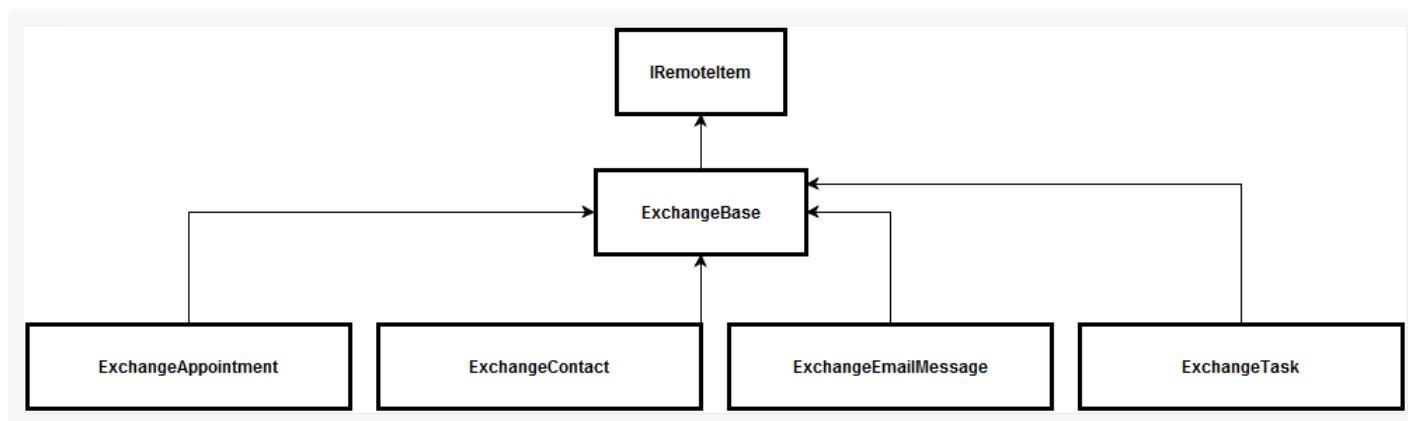 IRemoteItem
ExchangeBase
ExchangeAppointment
ExchangeContact
ExchangeEmailMessage
ExchangeTask